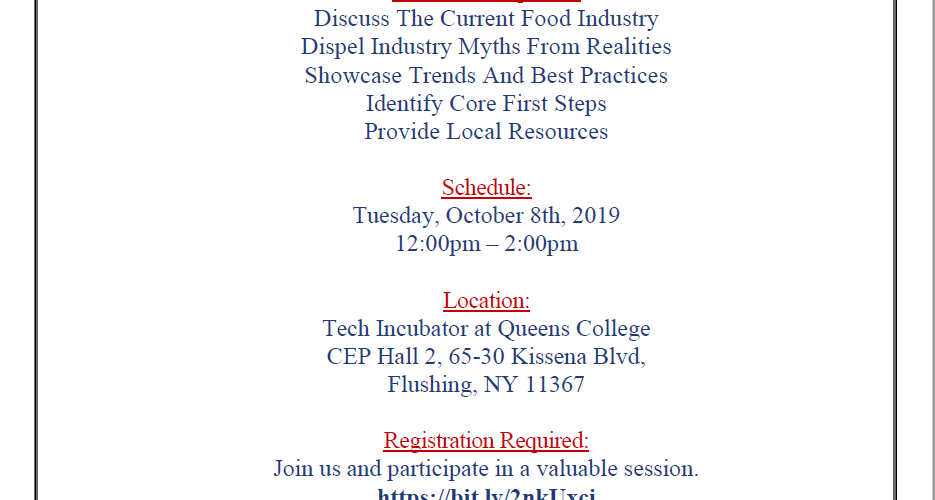 Discuss The Current Food Industry
Dispel Industry Myths From Realities
Showcase Trends And Best Practices
Identify Core First Steps
Provide Local Resources
Schedule:
Tuesday, October 8th, 2019
12:00pm – 2:00pm
Location:
Tech Incubator at Queens College
CEP Hall 2, 65-30 Kissena Blvd,
Flushing, NY 11367
Registration Required:
Join us and participate in a valuable session.